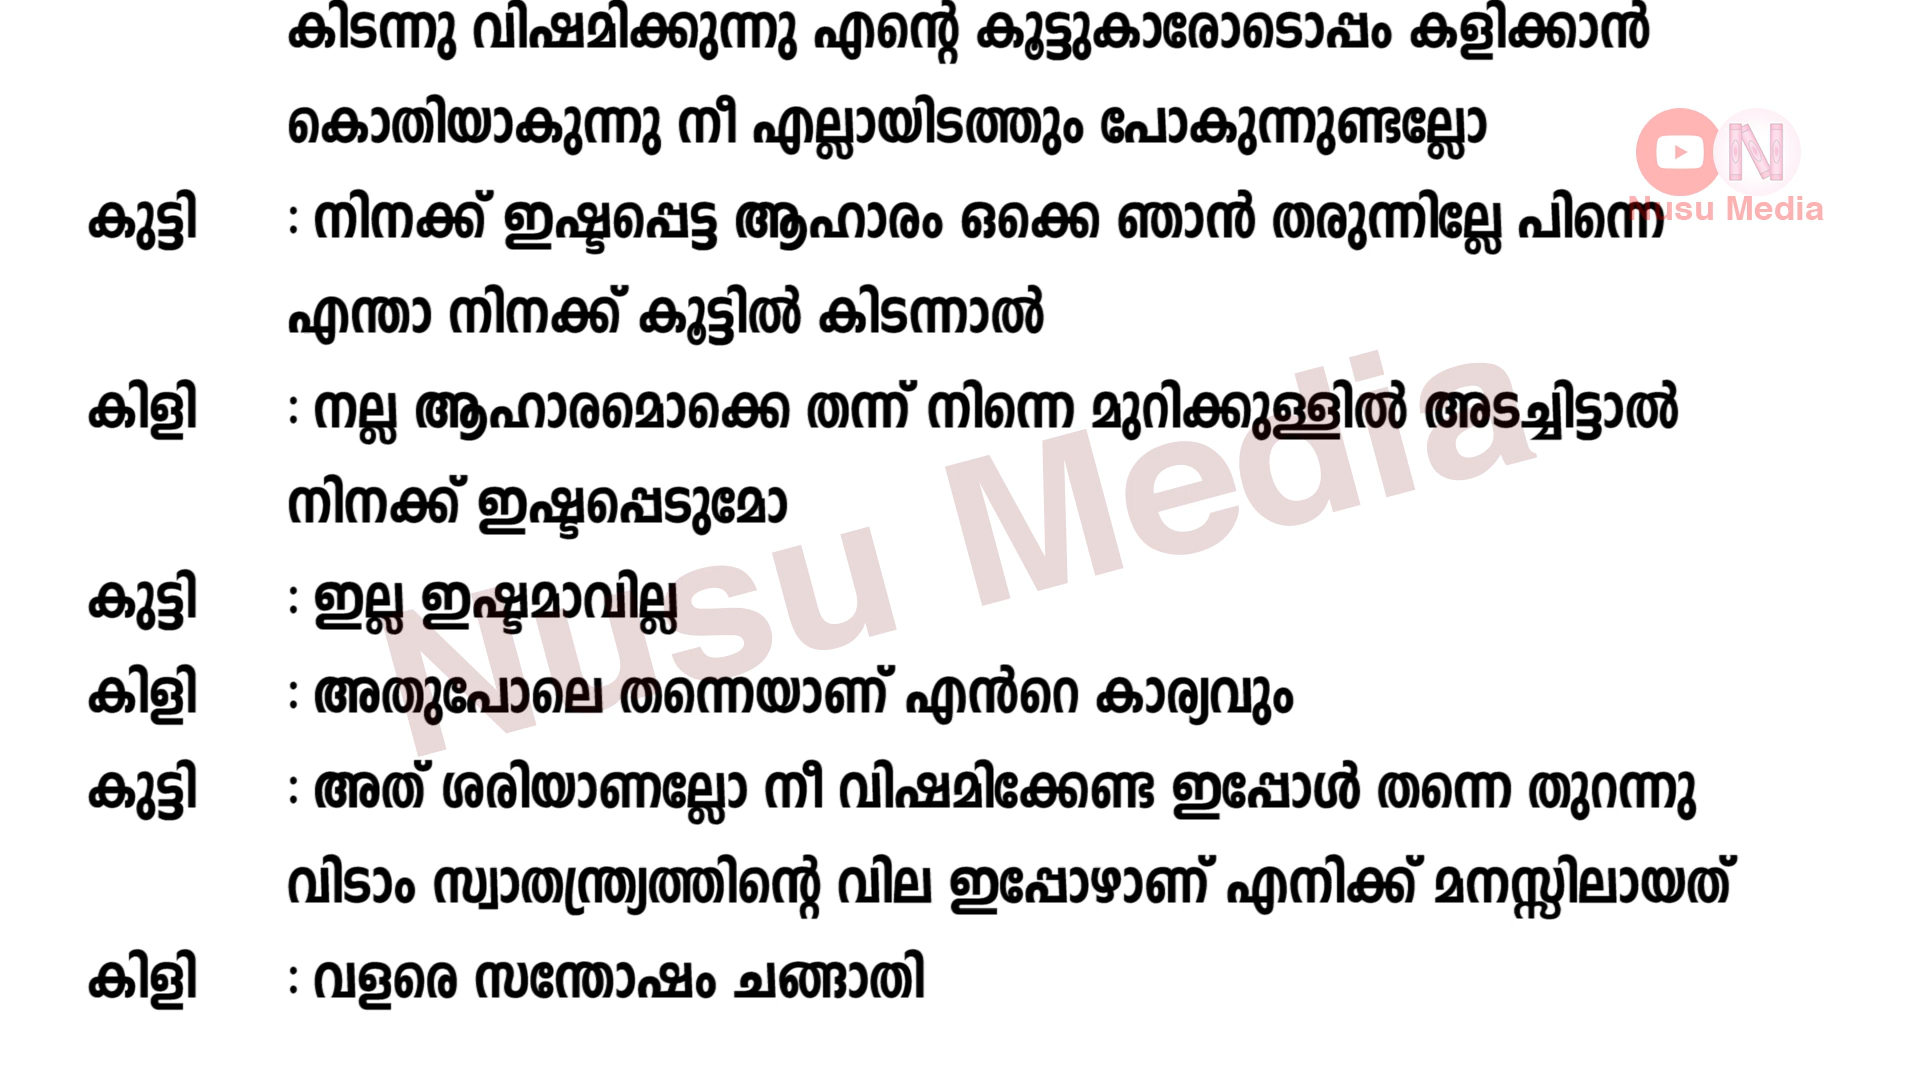 കിടന്നു വിഷമിക്കുന്നു എന്റെ കൂട്ടുകാരോടൊപ്പം കളിക്കാൻ
കൊതിയാകുന്നു നീ എല്ലായിടത്തും പോകുന്നുണ്ടല്ലോ
കുട്ടി : നിനക്ക് ഇഷ്ടപ്പെട്ട ആഹാരം ഒക്കെ ഞാൻ തരുന്നില്ലേ പിന്നെ
Nusu Media
എന്താ നിനക്ക് കൂട്ടിൽ കിടന്നാൽ
കിളി : നല്ല ആഹാരമൊക്കെ തന്ന് നിന്നെ മുറിക്കുള്ളിൽ അടച്ചിട്ടാൽ
നിനക്ക് ഇഷ്ടപ്പെടുമോ
Nusu Media
കുട്ടി : ഇല്ല ഇഷ്ടമാവില്ല
കിളി : അതുപോലെ തന്നെയാണ് എൻറെ കാര്യവും
കുട്ടി : അത് ശരിയാണല്ലോ നീ വിഷമിക്കേണ്ട ഇപ്പോൾ തന്നെ തുറന്നു
വിടാം സ്വാതന്ത്ര്യത്തിന്റെ വില ഇപ്പോഴാണ് എനിക്ക് മനസ്സിലായത്
കിളി : വളരെ സന്തോഷം ചങ്ങാതി